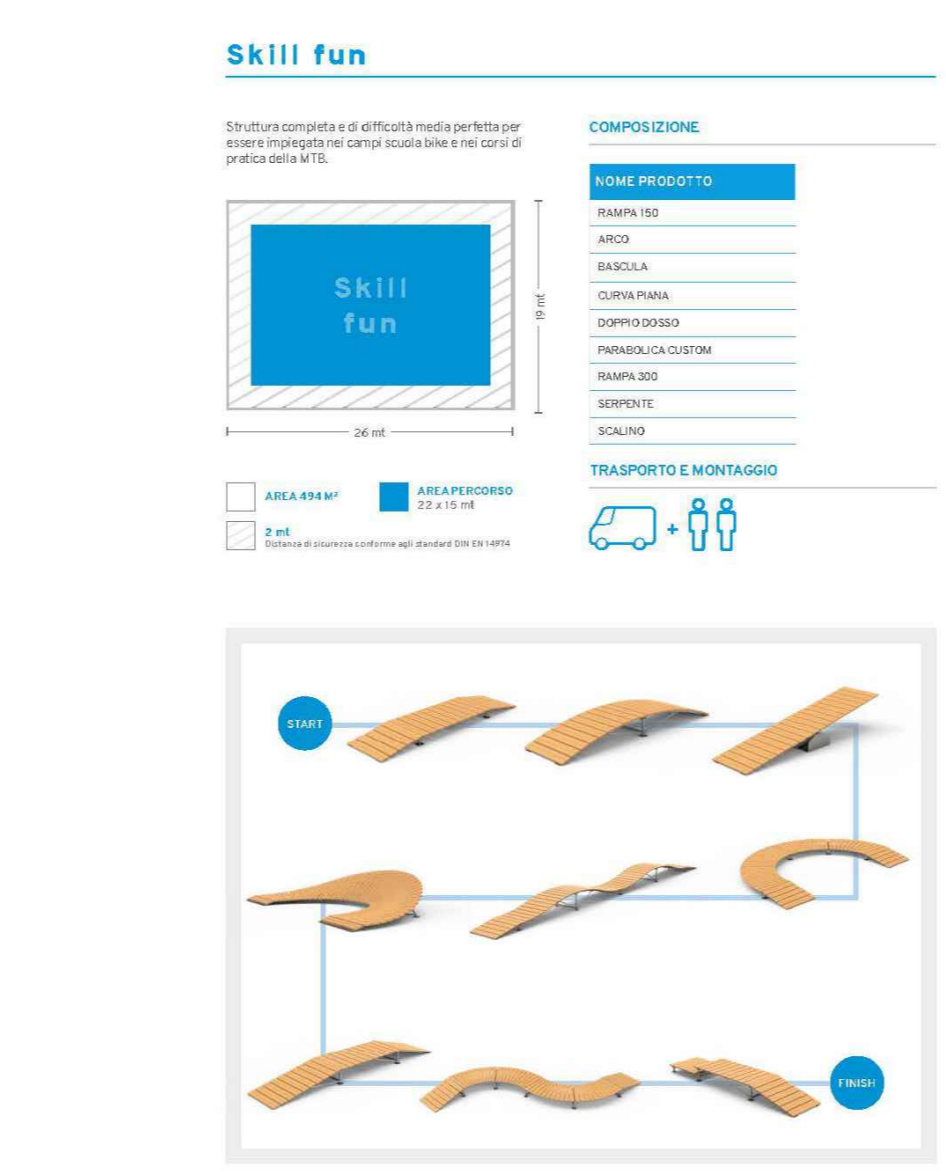 Skill fun
Struttura completa e di difficoltà media perfetta per
essere impiegata nei campi scuola bike e nei corsi di
pratica della MTB.
Skill
fun
19 mt
26 mt
AREA 494 M²
AREA PERCORSO
22 x 15 mt
2 mt
Distanza di sicurezza conforme agli standard DIN EN 14974
COMPOSIZIONE
NOME PRODOTTO
RAMPA 150
ARCO
BASCULA
CURVA PIANA
DOPPIO DOSSO
PARABOLICA CUSTOM
RAMPA 300
SERPENTE
SCALINO
TRASPORTO E MONTAGGIO
+
START
FINISH